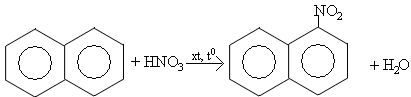 NO₂
+ HNO₃ xt, t⁰ + H₂O